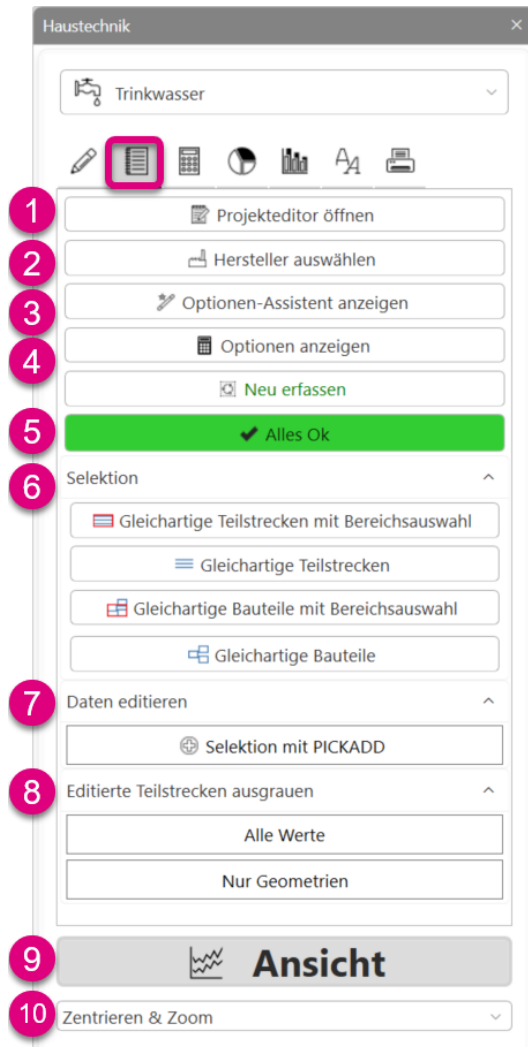 Haustechnik
Trinkwasser
1 Projekteditor öffnen
2 Hersteller auswählen
3 Optionen-Assistent anzeigen
4 Optionen anzeigen
Neu erfassen
5 Alles Ok
6 Selektion
Gleichartige Teilstrecken mit Bereichsauswahl
Gleichartige Teilstrecken
Gleichartige Bauteile mit Bereichsauswahl
Gleichartige Bauteile
7 Daten editieren
Selektion mit PICKADD
8 Editierte Teilstrecken ausgrauen
Alle Werte
Nur Geometrien
9 Ansicht
10 Zentrieren & Zoom